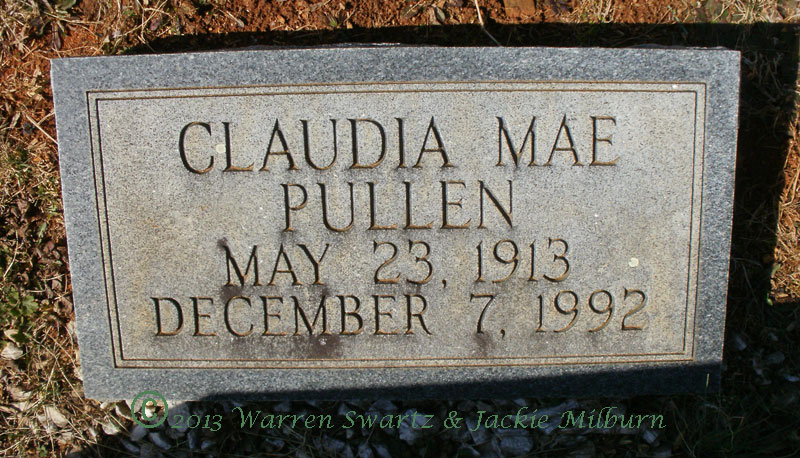 CLAUDIA MAE
PULLEN
MAY 23, 1913
DECEMBER 7, 1992
© 2013 Warren Swartz & Jackie Milburn